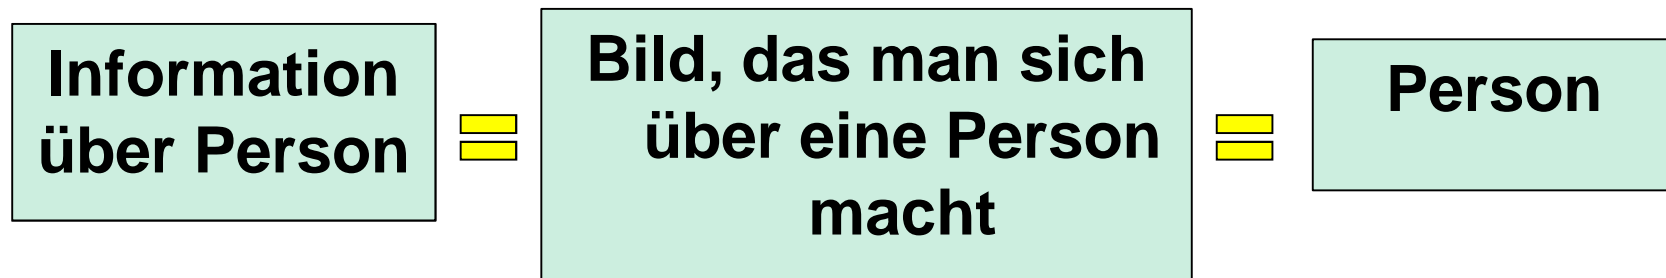 Information
über Person
=
Bild, das man sich
über eine Person
macht
=
Person